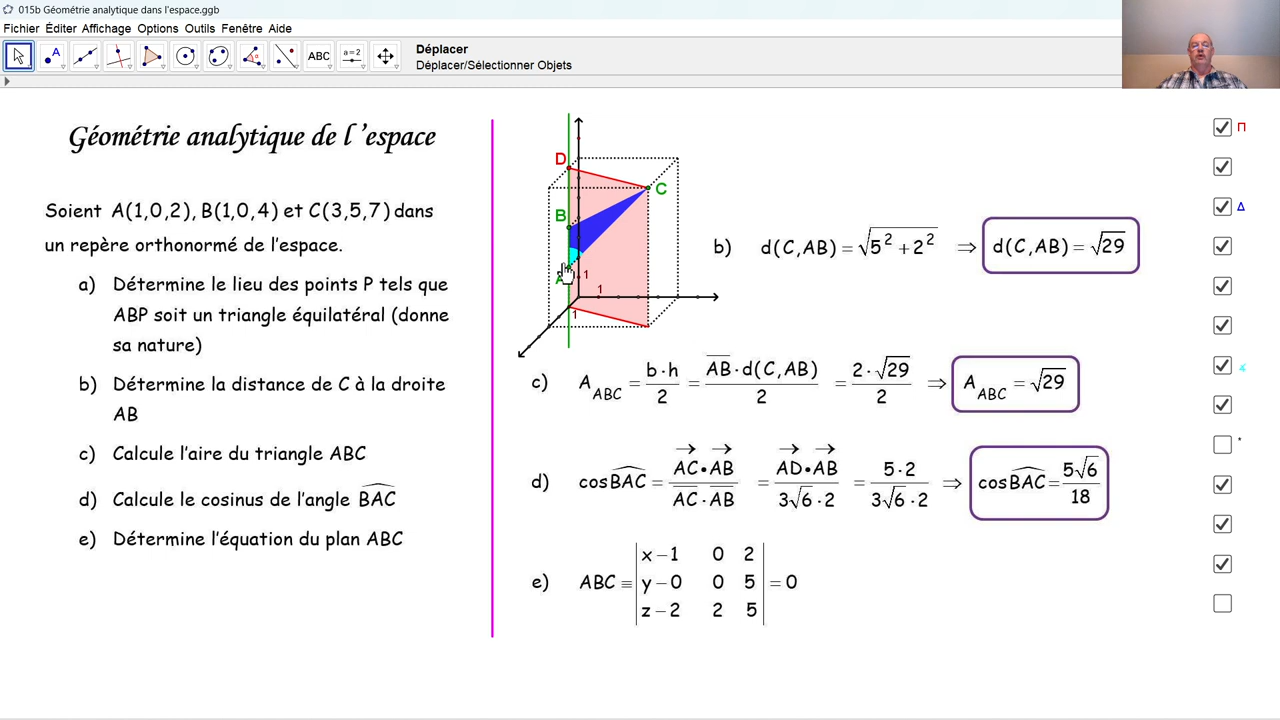 015b Géométrie analytique dans l'espace.ggb
Fichier Éditer Affichage Options Outils Fenêtre Aide
A ABC a=2 Déplacer
Déplacer/Sélectionner Objets
Géométrie analytique de l'espace
Soient A(1,0,2), B(1,0,4) et C(3,5,7) dans
un repère orthonormé de l'espace.
a) Détermine le lieu des points P tels que
ABP soit un triangle équilatéral (donne
sa nature)
b) Détermine la distance de C à la droite
AB
c) Calcule l'aire du triangle ABC
d) Calcule le cosinus de l'angle BAC
e) Détermine l'équation du plan ABC
D
C
B
A
1
1
1
b) d(C,AB) = √(5² + 2²) ⇒ d(C,AB) = √29
c) A_ABC = b·h/2 = AB·d(C,AB)/2 = 2·√29/2 ⇒ A_ABC = √29
d) cos BAC = AC•AB/AC·AB = AD•AB/3√6·2 = 5·2/3√6·2 ⇒ cos BAC = 5√6/18
e) ABC ≡ | x−1 0 2 |
| y−0 0 5 | = 0
| z−2 2 5 |
Π
Δ
*